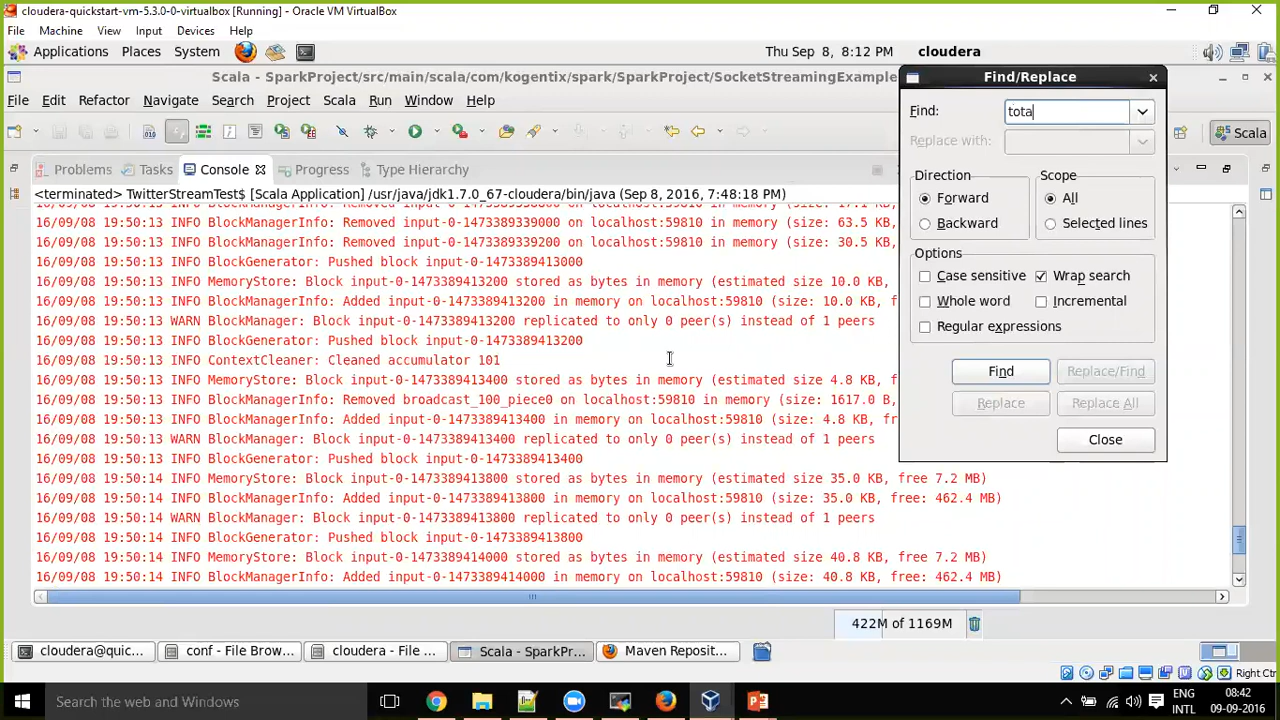 cloudera-quickstart-vm-5.3.0-0-virtualbox [Running] - Oracle VM VirtualBox
File Machine View Input Devices Help
Applications Places System Thu Sep 8, 8:12 PM cloudera
Scala - SparkProject/src/main/scala/com/kogentix/spark/SparkProject/SocketStreamingExample
File Edit Refactor Navigate Search Project Scala Run Window Help
Scala
Problems Tasks Console Progress Type Hierarchy
<terminated> TwitterStreamTest$ [Scala Application] /usr/java/jdk1.7.0_67-cloudera/bin/java (Sep 8, 2016, 7:48:18 PM)
16/09/08 19:50:13 INFO BlockManagerInfo: Removed input-0-1473389339000 on localhost:59810 in memory (size: 63.5 KB,
16/09/08 19:50:13 INFO BlockManagerInfo: Removed input-0-1473389339200 on localhost:59810 in memory (size: 30.5 KB,
16/09/08 19:50:13 INFO BlockGenerator: Pushed block input-0-1473389413000
16/09/08 19:50:13 INFO MemoryStore: Block input-0-1473389413200 stored as bytes in memory (estimated size 10.0 KB,
16/09/08 19:50:13 INFO BlockManagerInfo: Added input-0-1473389413200 in memory on localhost:59810 (size: 10.0 KB,
16/09/08 19:50:13 WARN BlockManager: Block input-0-1473389413200 replicated to only 0 peer(s) instead of 1 peers
16/09/08 19:50:13 INFO BlockGenerator: Pushed block input-0-1473389413200
16/09/08 19:50:13 INFO ContextCleaner: Cleaned accumulator 101
16/09/08 19:50:13 INFO MemoryStore: Block input-0-1473389413400 stored as bytes in memory (estimated size 4.8 KB,
16/09/08 19:50:13 INFO BlockManagerInfo: Removed broadcast_100_piece0 on localhost:59810 in memory (size: 1617.0 B,
16/09/08 19:50:13 INFO BlockManagerInfo: Added input-0-1473389413400 in memory on localhost:59810 (size: 4.8 KB,
16/09/08 19:50:13 WARN BlockManager: Block input-0-1473389413400 replicated to only 0 peer(s) instead of 1 peers
16/09/08 19:50:13 INFO BlockGenerator: Pushed block input-0-1473389413400
16/09/08 19:50:14 INFO MemoryStore: Block input-0-1473389413800 stored as bytes in memory (estimated size 35.0 KB, free 7.2 MB)
16/09/08 19:50:14 INFO BlockManagerInfo: Added input-0-1473389413800 in memory on localhost:59810 (size: 35.0 KB, free: 462.4 MB)
16/09/08 19:50:14 WARN BlockManager: Block input-0-1473389413800 replicated to only 0 peer(s) instead of 1 peers
16/09/08 19:50:14 INFO BlockGenerator: Pushed block input-0-1473389413800
16/09/08 19:50:14 INFO MemoryStore: Block input-0-1473389414000 stored as bytes in memory (estimated size 40.8 KB, free 7.2 MB)
16/09/08 19:50:14 INFO BlockManagerInfo: Added input-0-1473389414000 in memory on localhost:59810 (size: 40.8 KB, free: 462.4 MB)
Find/Replace
Find: tota
Replace with:
Direction Scope
Forward All
Backward Selected lines
Options
Case sensitive Wrap search
Whole word Incremental
Regular expressions
Find Replace/Find
Replace Replace All
Close
422M of 1169M
cloudera@quic... conf - File Brow... cloudera - File ... Scala - SparkPr... Maven Reposit...
Right Ctrl
Search the web and Windows
ENG 08:42
INTL 09-09-2016